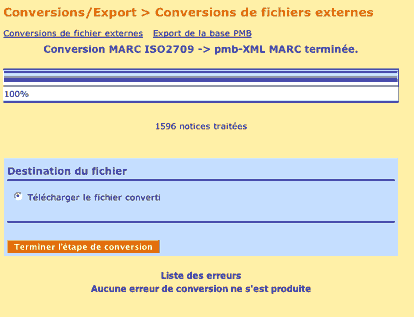 Conversions/Export > Conversions de fichiers externes
Conversions de fichier externes Export de la base PMB
Conversion MARC ISO2709 -> pmb-XML MARC terminée.
100%
1596 notices traitées
Destination du fichier
Télécharger le fichier converti
Terminer l'étape de conversion
Liste des erreurs
Aucune erreur de conversion ne s'est produite